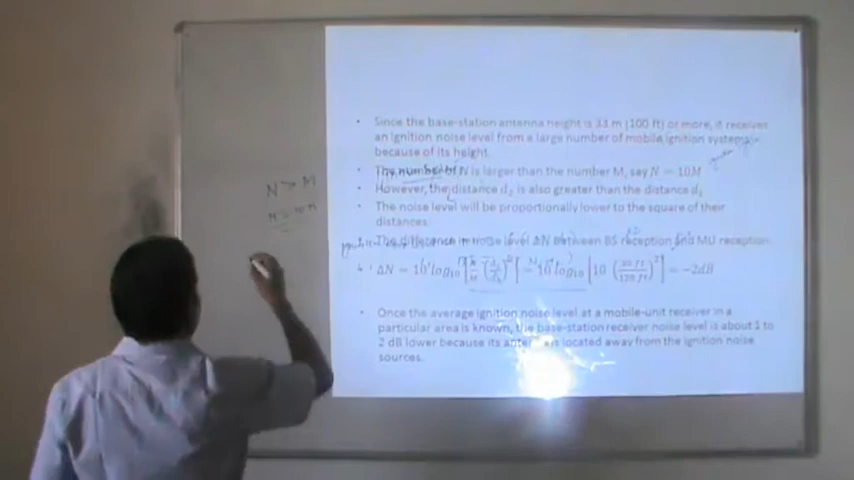 • Since the base-station antenna height is 33 m (100 ft) or more, it receives
an ignition noise level from a large number of mobile ignition systems
because of its height.
• The number of N is larger than the number M, say N = 10M
• However, the distance d₂ is also greater than the distance d₁
• The noise level will be proportionally lower to the square of their
distances.
• The difference in noise level ΔN between BS reception and MU reception
ΔN = 10 log₁₀ = 10 log₁₀ [10 ( ft / 120 ft)²] = −2dB
• Once the average ignition noise level at a mobile-unit receiver in a
particular area is known, the base-station receiver noise level is about 1 to
2 dB lower because its antenna is located away from the ignition noise
sources.
N > M